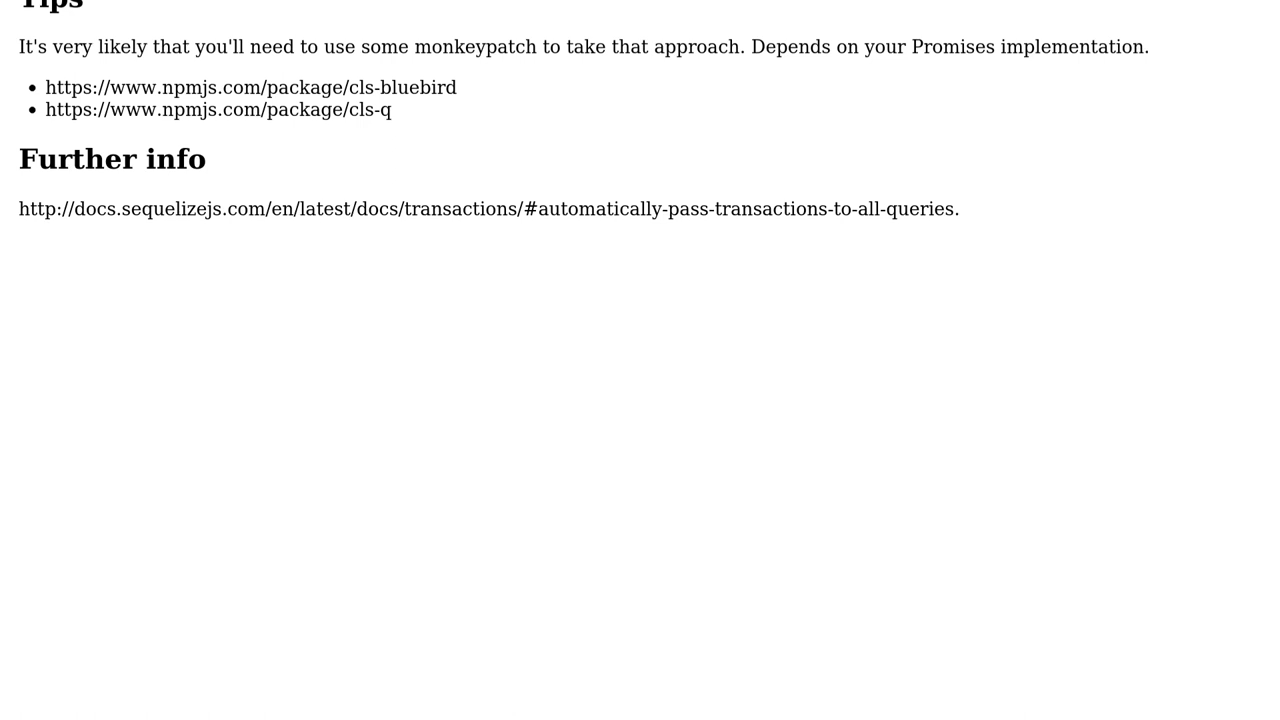 Tips
It's very likely that you'll need to use some monkeypatch to take that approach. Depends on your Promises implementation.
• https://www.npmjs.com/package/cls-bluebird
• https://www.npmjs.com/package/cls-q
Further info
http://docs.sequelizejs.com/en/latest/docs/transactions/#automatically-pass-transactions-to-all-queries.